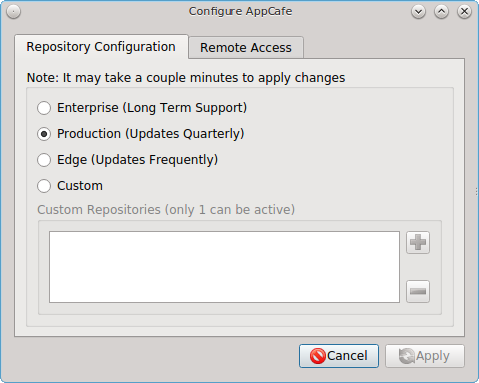 Configure AppCafe
Repository Configuration
Remote Access
Note: It may take a couple minutes to apply changes
Enterprise (Long Term Support)
Production (Updates Quarterly)
Edge (Updates Frequently)
Custom
Custom Repositories (only 1 can be active)
Cancel
Apply